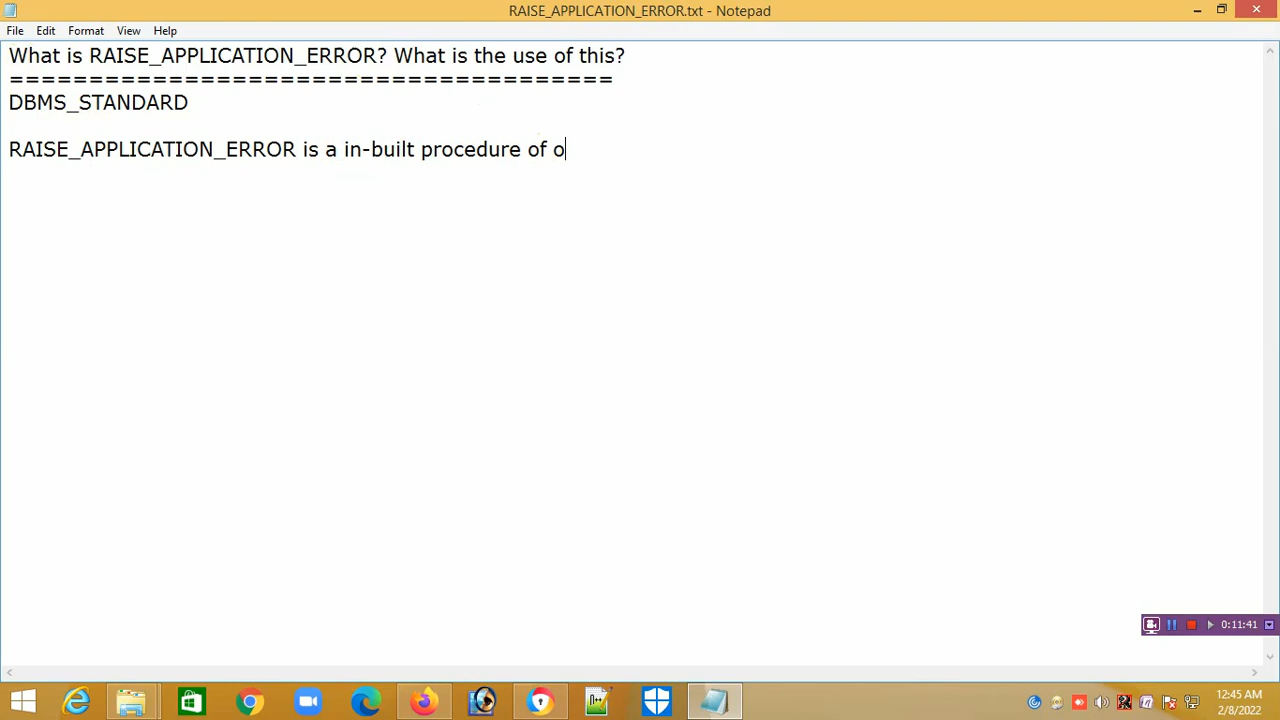 RAISE_APPLICATION_ERROR.txt - Notepad
File Edit Format View Help
What is RAISE_APPLICATION_ERROR? What is the use of this?
======================================
DBMS_STANDARD
RAISE_APPLICATION_ERROR is a in-built procedure of o
0:11:41
12:45 AM
2/8/2022